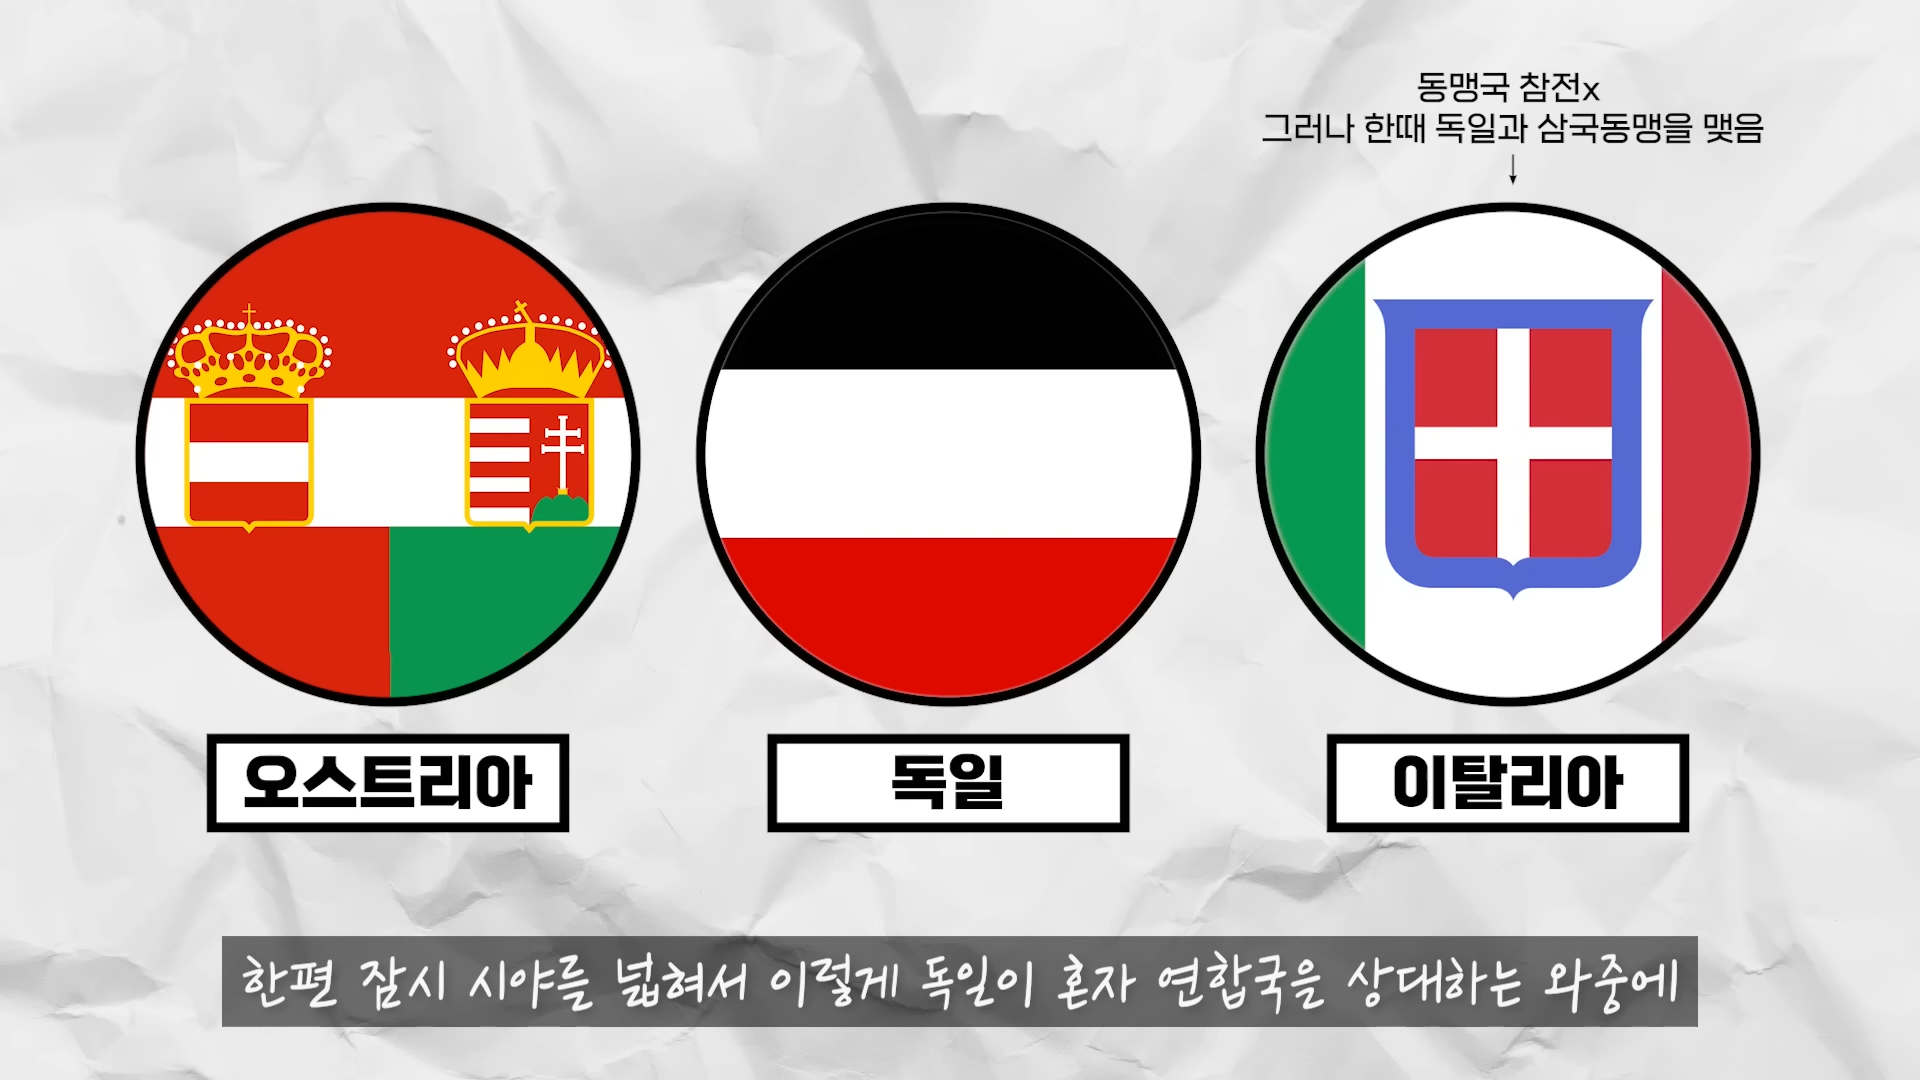 동맹국 참전x
그러나 한때 독일과 삼국동맹을 맺음
오스트리아
독일
이탈리아
한편 잠시 시야를 넓혀서 이렇게 독일이 혼자 연합국을 상대하는 와중에